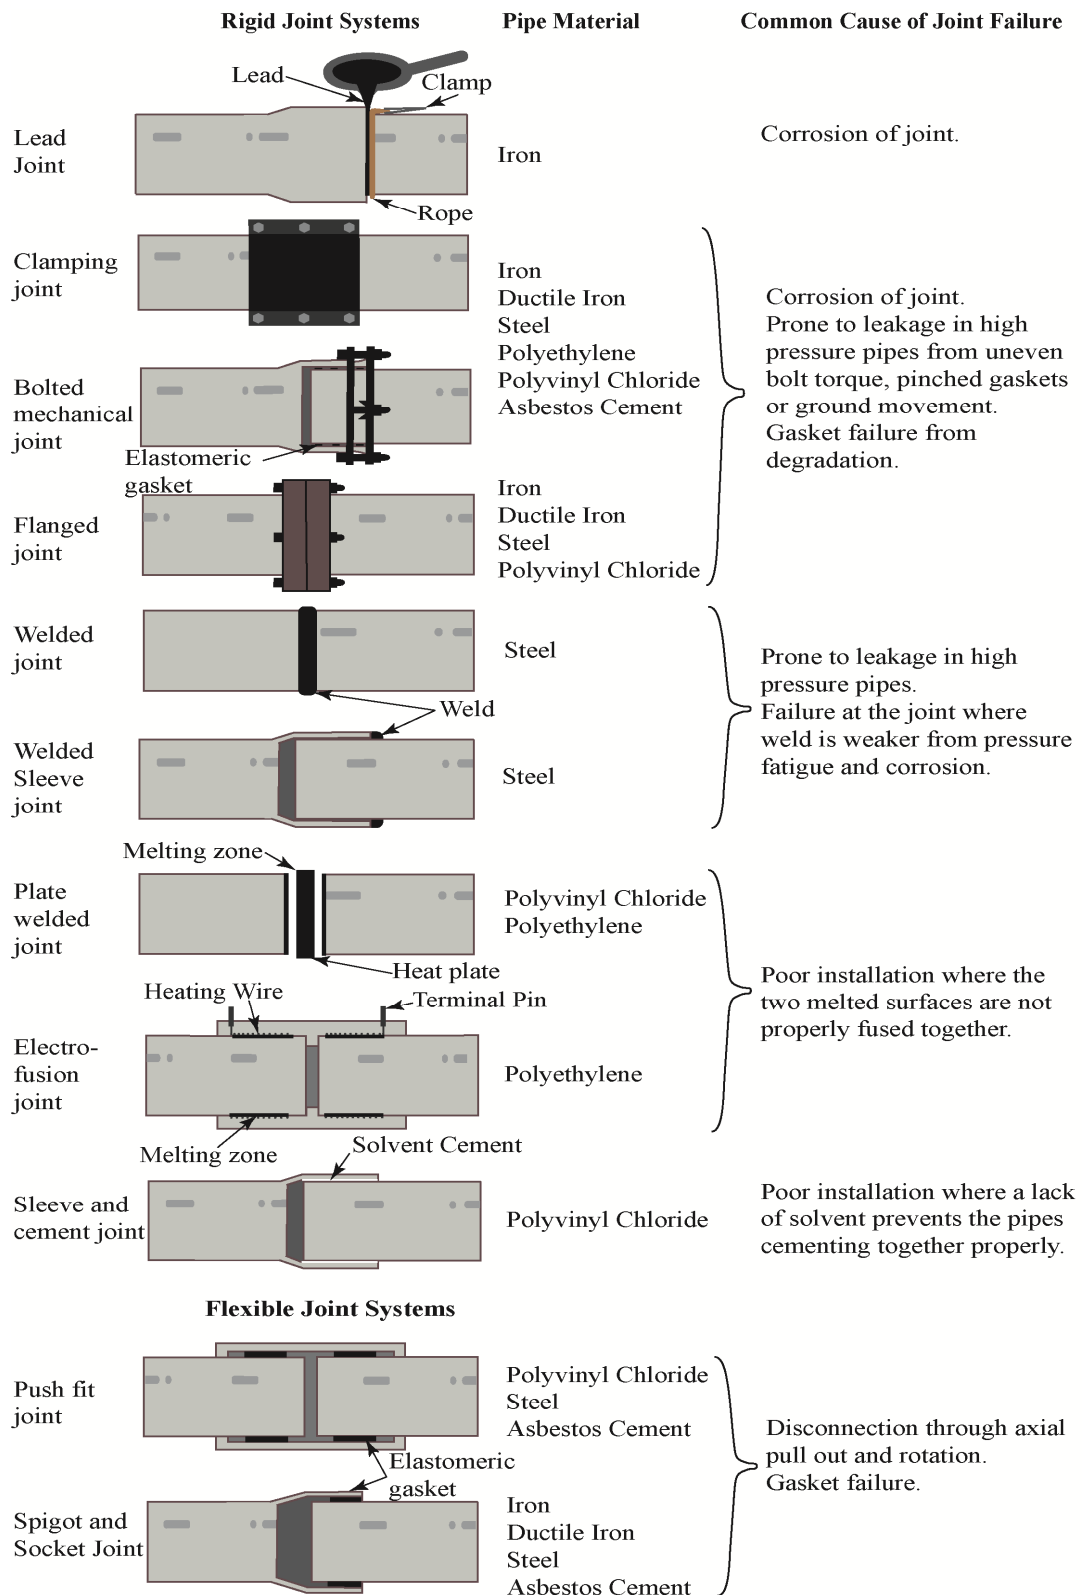 Rigid Joint Systems
Pipe Material
Common Cause of Joint Failure
Lead
Clamp
Lead
Joint
Rope
Iron
Corrosion of joint.
Clamping
joint
Iron
Ductile Iron
Steel
Polyethylene
Polyvinyl Chloride
Asbestos Cement
Bolted
mechanical
joint
Elastomeric
gasket
Corrosion of joint.
Prone to leakage in high
pressure pipes from uneven
bolt torque, pinched gaskets
or ground movement.
Gasket failure from
degradation.
Flanged
joint
Iron
Ductile Iron
Steel
Polyvinyl Chloride
Welded
joint
Steel
Weld
Welded
Sleeve
joint
Steel
Prone to leakage in high
pressure pipes.
Failure at the joint where
weld is weaker from pressure
fatigue and corrosion.
Melting zone
Plate
welded
joint
Heat plate
Polyvinyl Chloride
Polyethylene
Heating Wire
Terminal Pin
Electro-
fusion
joint
Melting zone
Polyethylene
Poor installation where the
two melted surfaces are not
properly fused together.
Solvent Cement
Sleeve and
cement joint
Polyvinyl Chloride
Poor installation where a lack
of solvent prevents the pipes
cementing together properly.
Flexible Joint Systems
Push fit
joint
Polyvinyl Chloride
Steel
Asbestos Cement
Elastomeric
gasket
Spigot and
Socket Joint
Iron
Ductile Iron
Steel
Asbestos Cement
Disconnection through axial
pull out and rotation.
Gasket failure.